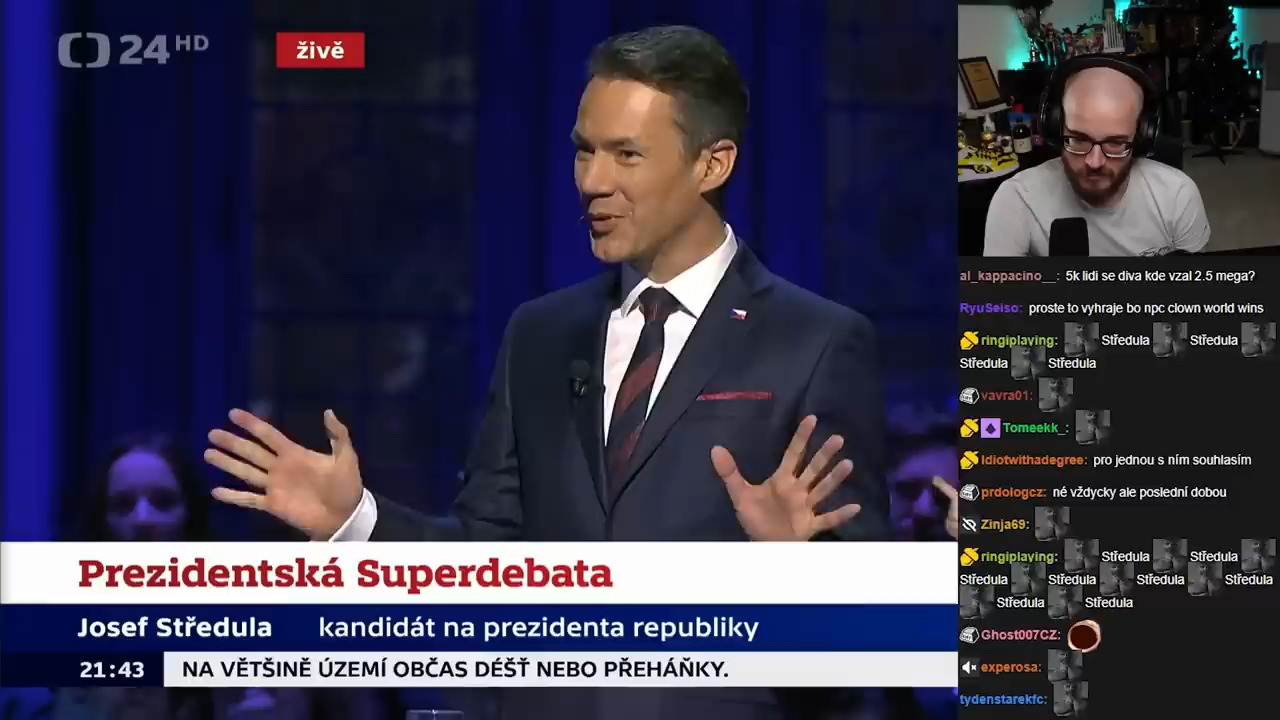 24 HD
živě
Prezidentská Superdebata
Josef Středula kandidát na prezidenta republiky
21:43 NA VĚTŠINĚ ÚZEMÍ OBČAS DÉŠŤ NEBO PŘEHÁŇKY.
al_kappacino__: 5k lidi se diva kde vzal 2.5 mega?
RyuSeiso: proste to vyhraje bo npc clown world wins
ringiplaying: Středula Středula
Středula Středula
vavra01:
Tomeekk_:
Idiotwithadegree: pro jednou s ním souhlasím
prdologcz: né vždycky ale poslední dobou
Zinja69:
ringiplaying: Středula Středula
Středula Středula Středula Středula
Středula Středula
Ghost007CZ:
experosa:
tydenstarekfc: